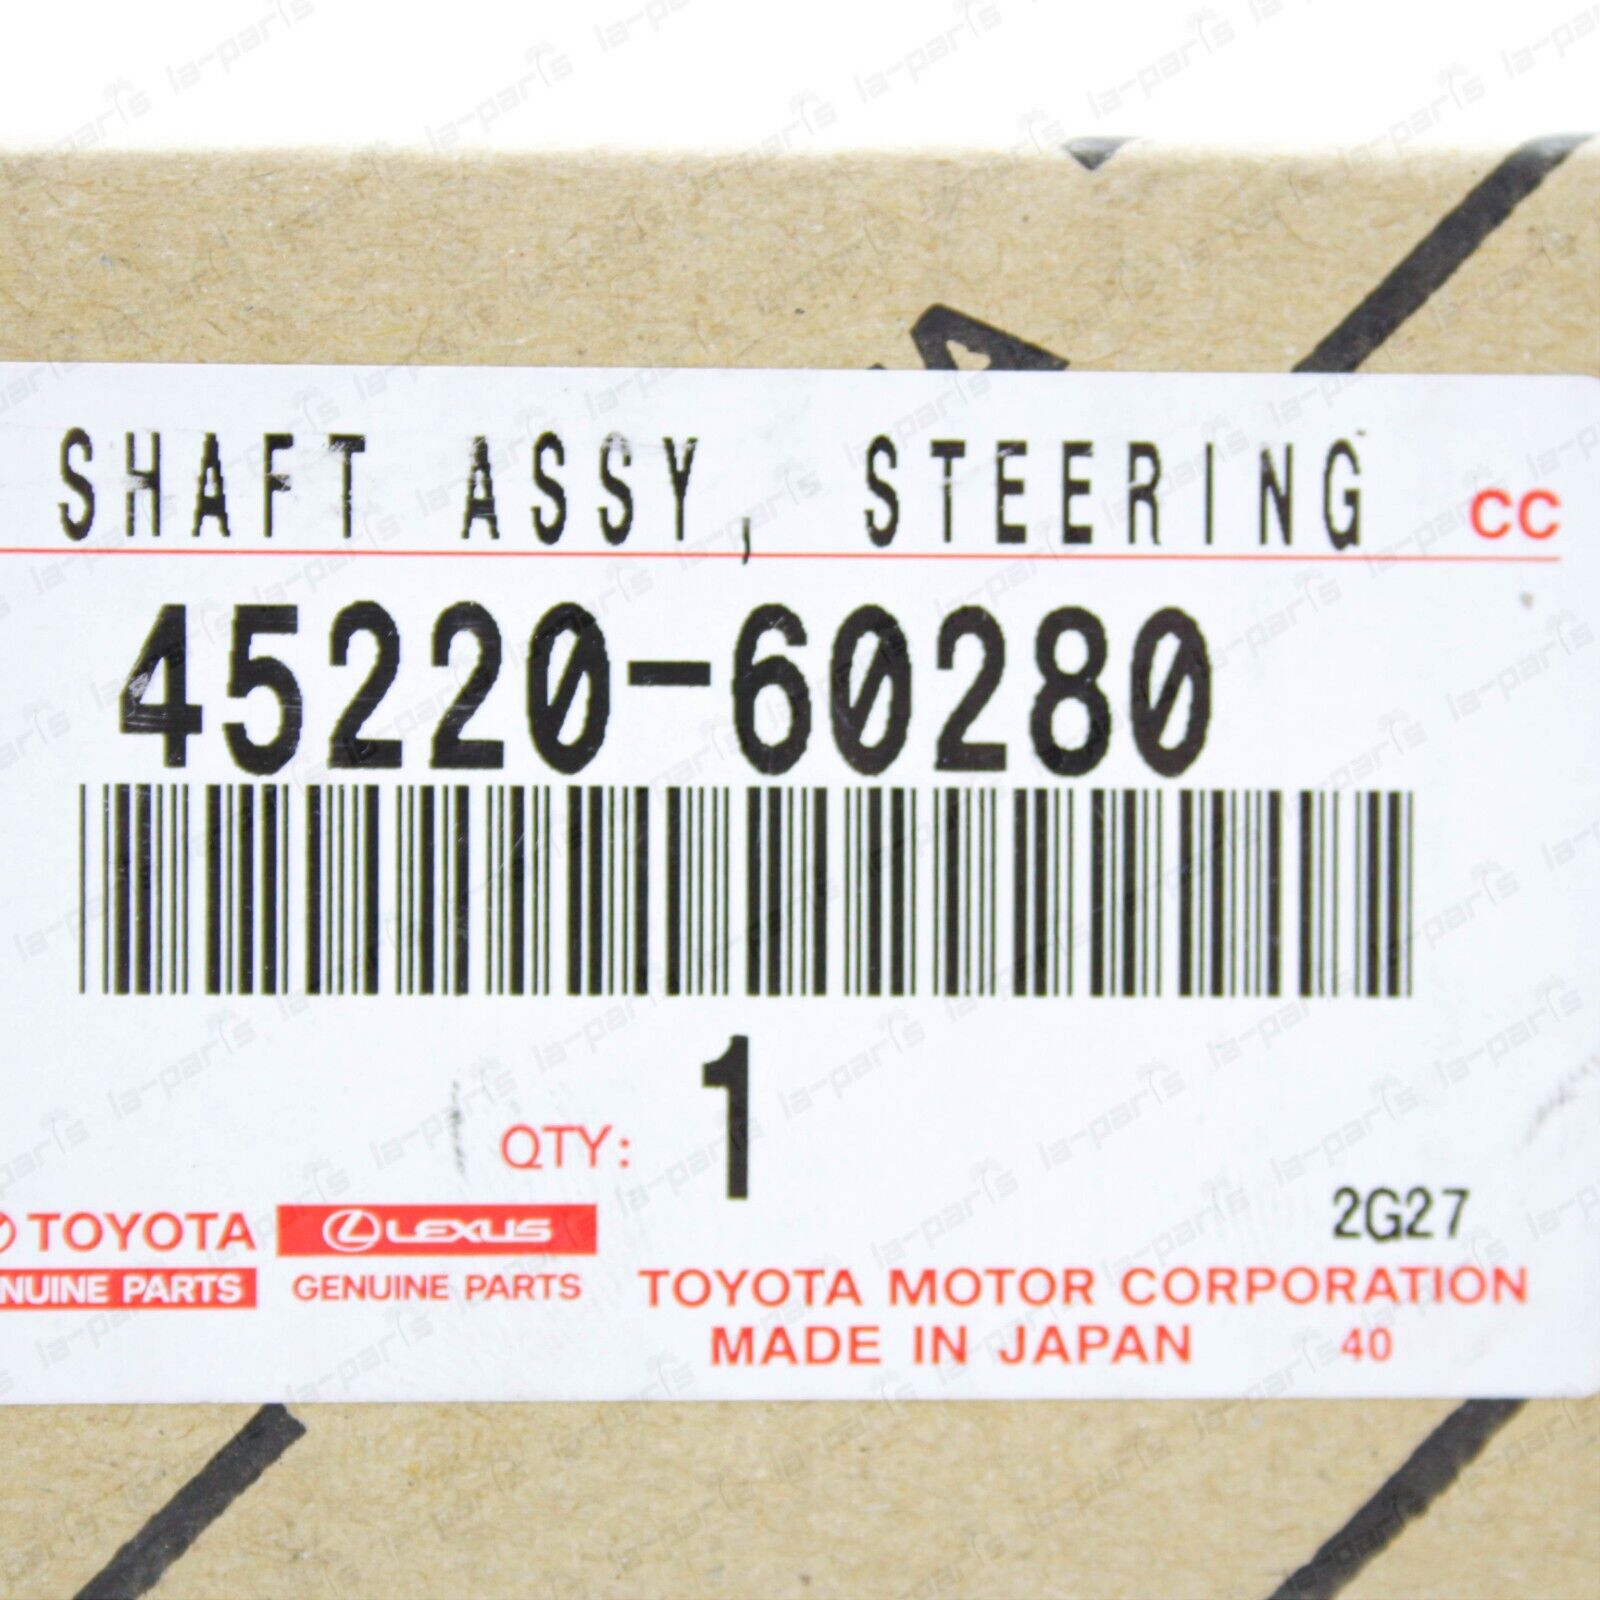 SHAFT ASSY, STEERING CC
45220-60280
QTY: 1
2G27
TOYOTA LEXUS
GENUINE PARTS TOYOTA MOTOR CORPORATION
MADE IN JAPAN 40
la-parts